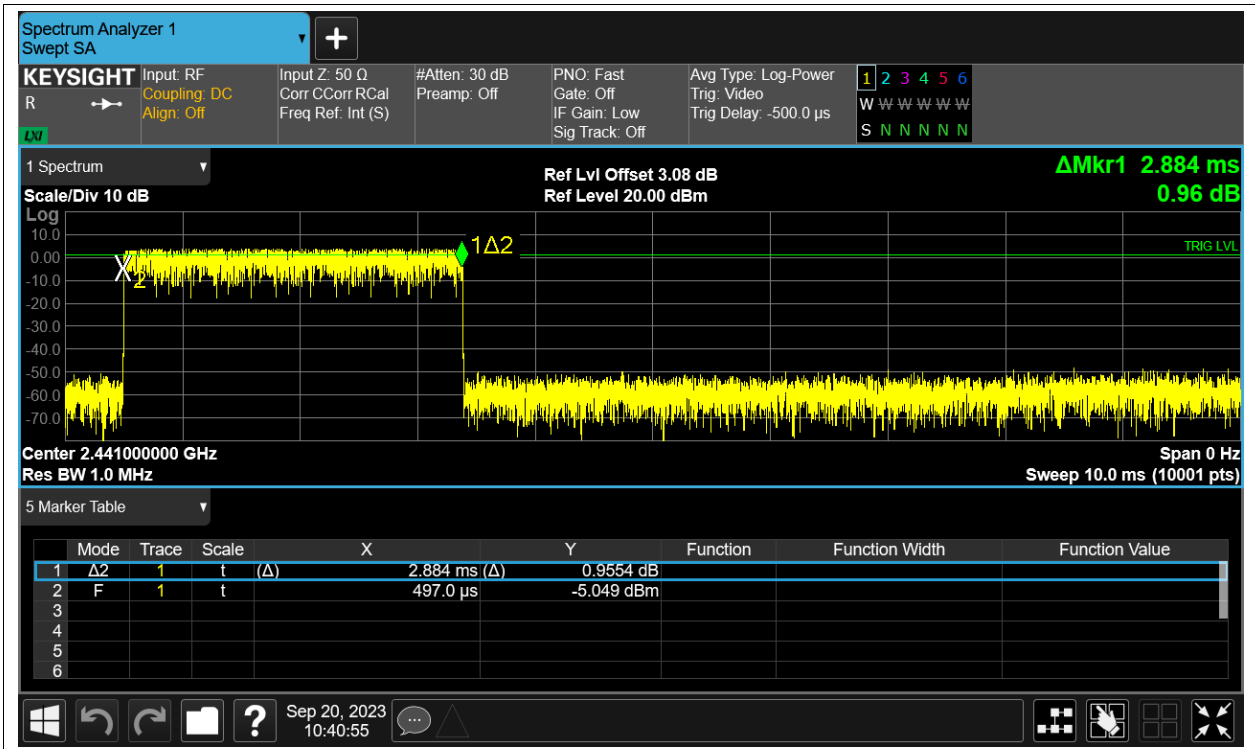 Spectrum Analyzer 1
Swept SA
KEYSIGHT Input: RF Input Z: 50 Ω #Atten: 30 dB PNO: Fast Avg Type: Log-Power 1 2 3 4 5 6
R Coupling: DC Corr CCorr RCal Preamp: Off Gate: Off Trig: Video W W W W W W
Align: Off Freq Ref: Int (S) IF Gain: Low Trig Delay: -500.0 µs
LXI Sig Track: Off S N N N N N
1 Spectrum Ref Lvl Offset 3.08 dB ΔMkr1 2.884 ms
Scale/Div 10 dB Ref Level 20.00 dBm 0.96 dB
Log
10.0 1Δ2 TRIG LVL
0.00
-10.0 2
-20.0
-30.0
-40.0
-50.0
-60.0
-70.0
Center 2.441000000 GHz Span 0 Hz
Res BW 1.0 MHz Sweep 10.0 ms (10001 pts)
5 Marker Table
Mode Trace Scale X Y Function Function Width Function Value
1 Δ2 1 t (Δ) 2.884 ms (Δ) 0.9554 dB
2 F 1 t 497.0 µs -5.049 dBm
3
4
5
6
? Sep 20, 2023
10:40:55